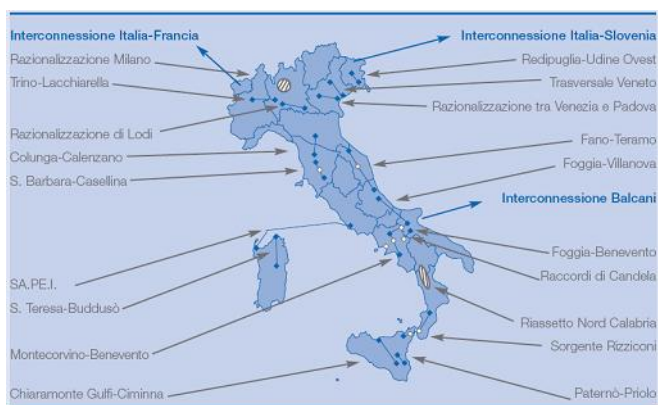 Interconnessione Italia-Francia
Razionalizzazione Milano
Trino-Lacchiarella
Razionalizzazione di Lodi
Colunga-Calenzano
S. Barbara-Casellina
SA.PE.I.
S. Teresa-Buddusò
Montecorvino-Benevento
Chiaramonte Gulfi-Ciminna
Interconnessione Italia-Slovenia
Redipuglia-Udine Ovest
Trasversale Veneto
Razionalizzazione tra Venezia e Padova
Fano-Teramo
Foggia-Villanova
Interconnessione Balcani
Foggia-Benevento
Raccordi di Candela
Riassetto Nord Calabria
Sorgente Rizziconi
Paternò-Priolo